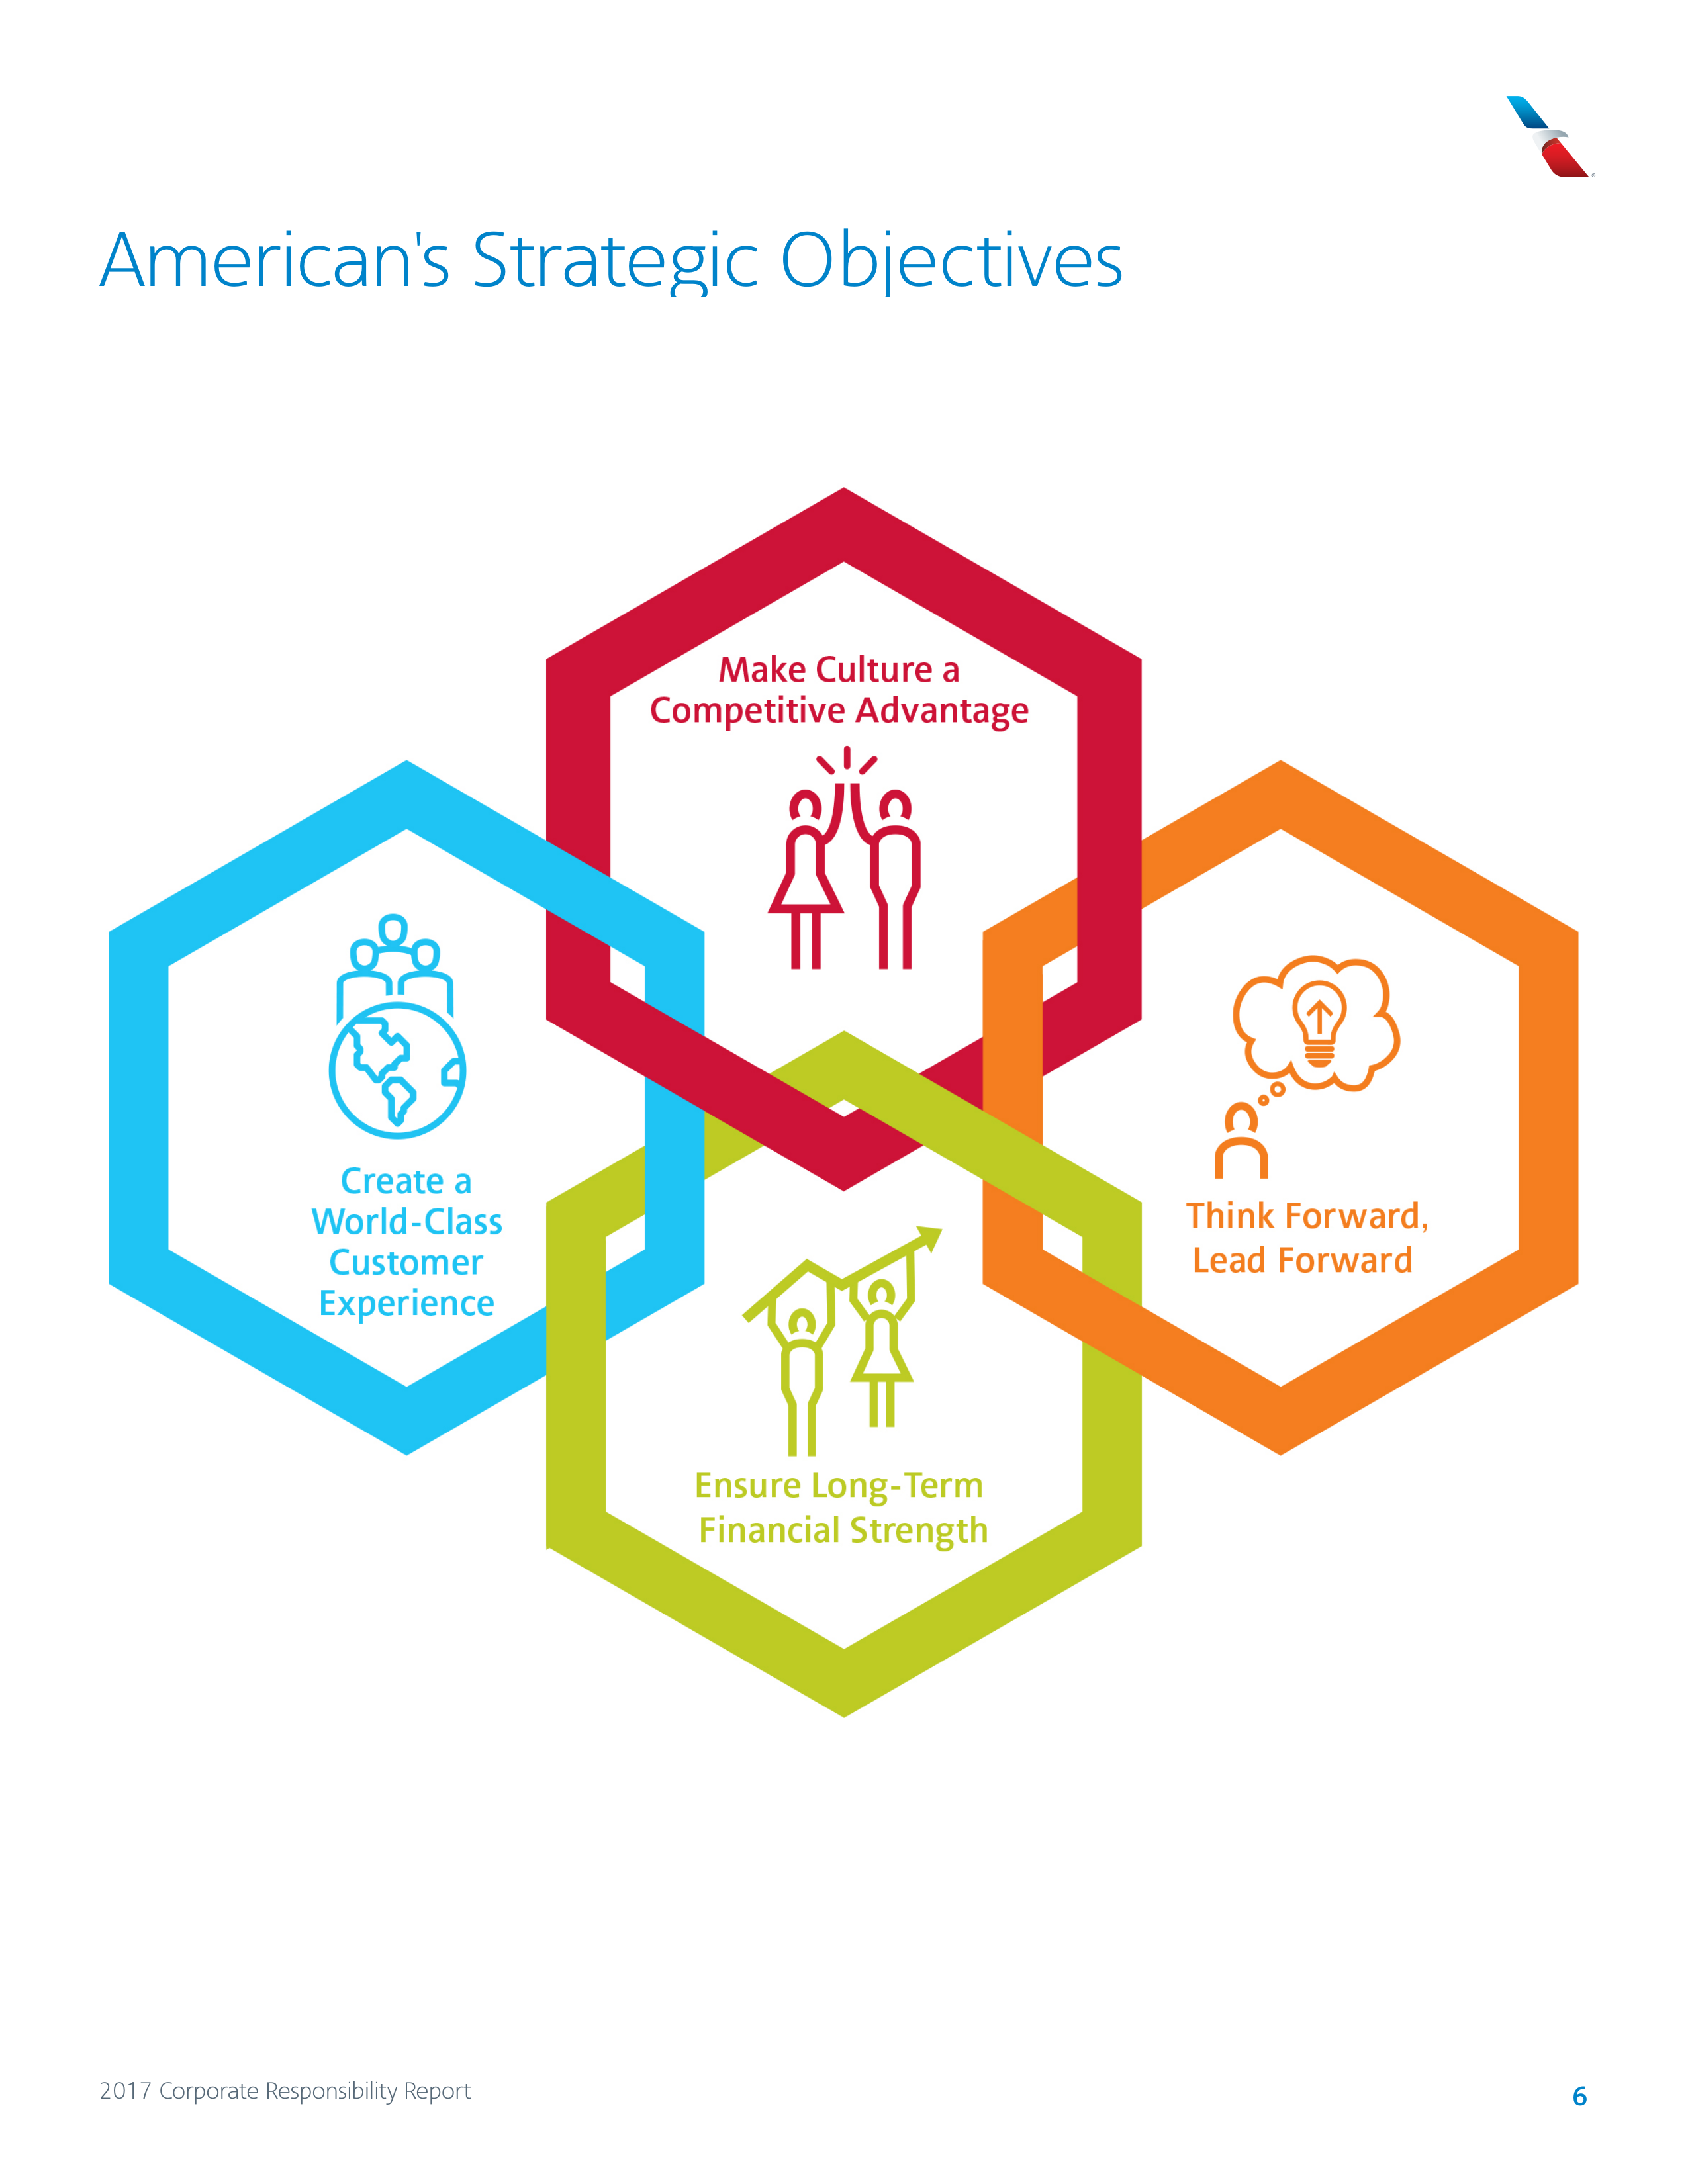 American's Strategic Objectives
Make Culture a
Competitive Advantage
Create a
World-Class
Customer
Experience
Think Forward,
Lead Forward
Ensure Long-Term
Financial Strength
2017 Corporate Responsibility Report
6